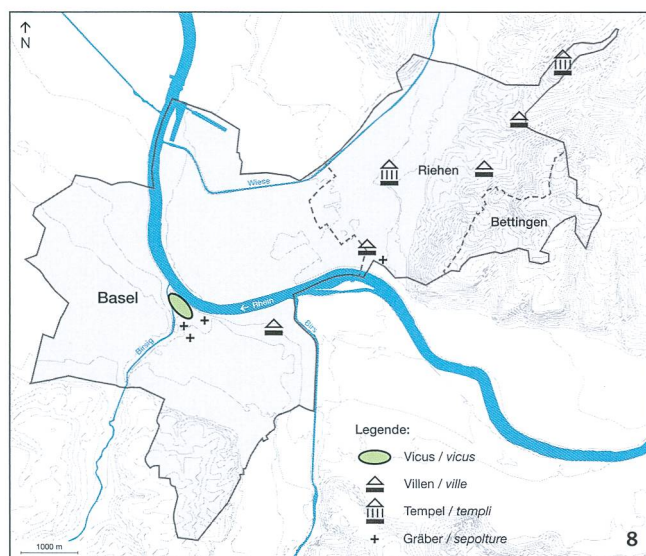 N
Wiese
Riehen
Bettingen
Basel
← Rhein
Birsig
Birs
Legende:
Vicus / vicus
Villen / ville
Tempel / templi
Gräber / sepolture
1000 m
8